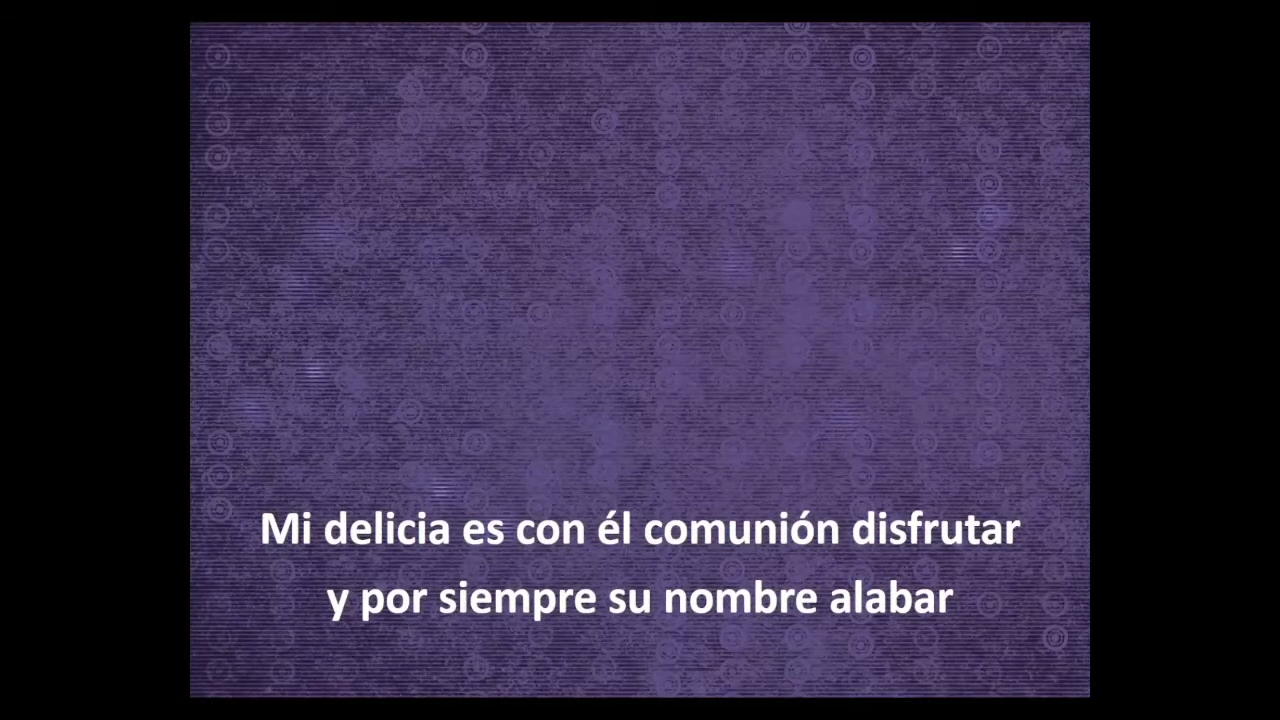 Mi delicia es con él comunión disfrutar
y por siempre su nombre alabar